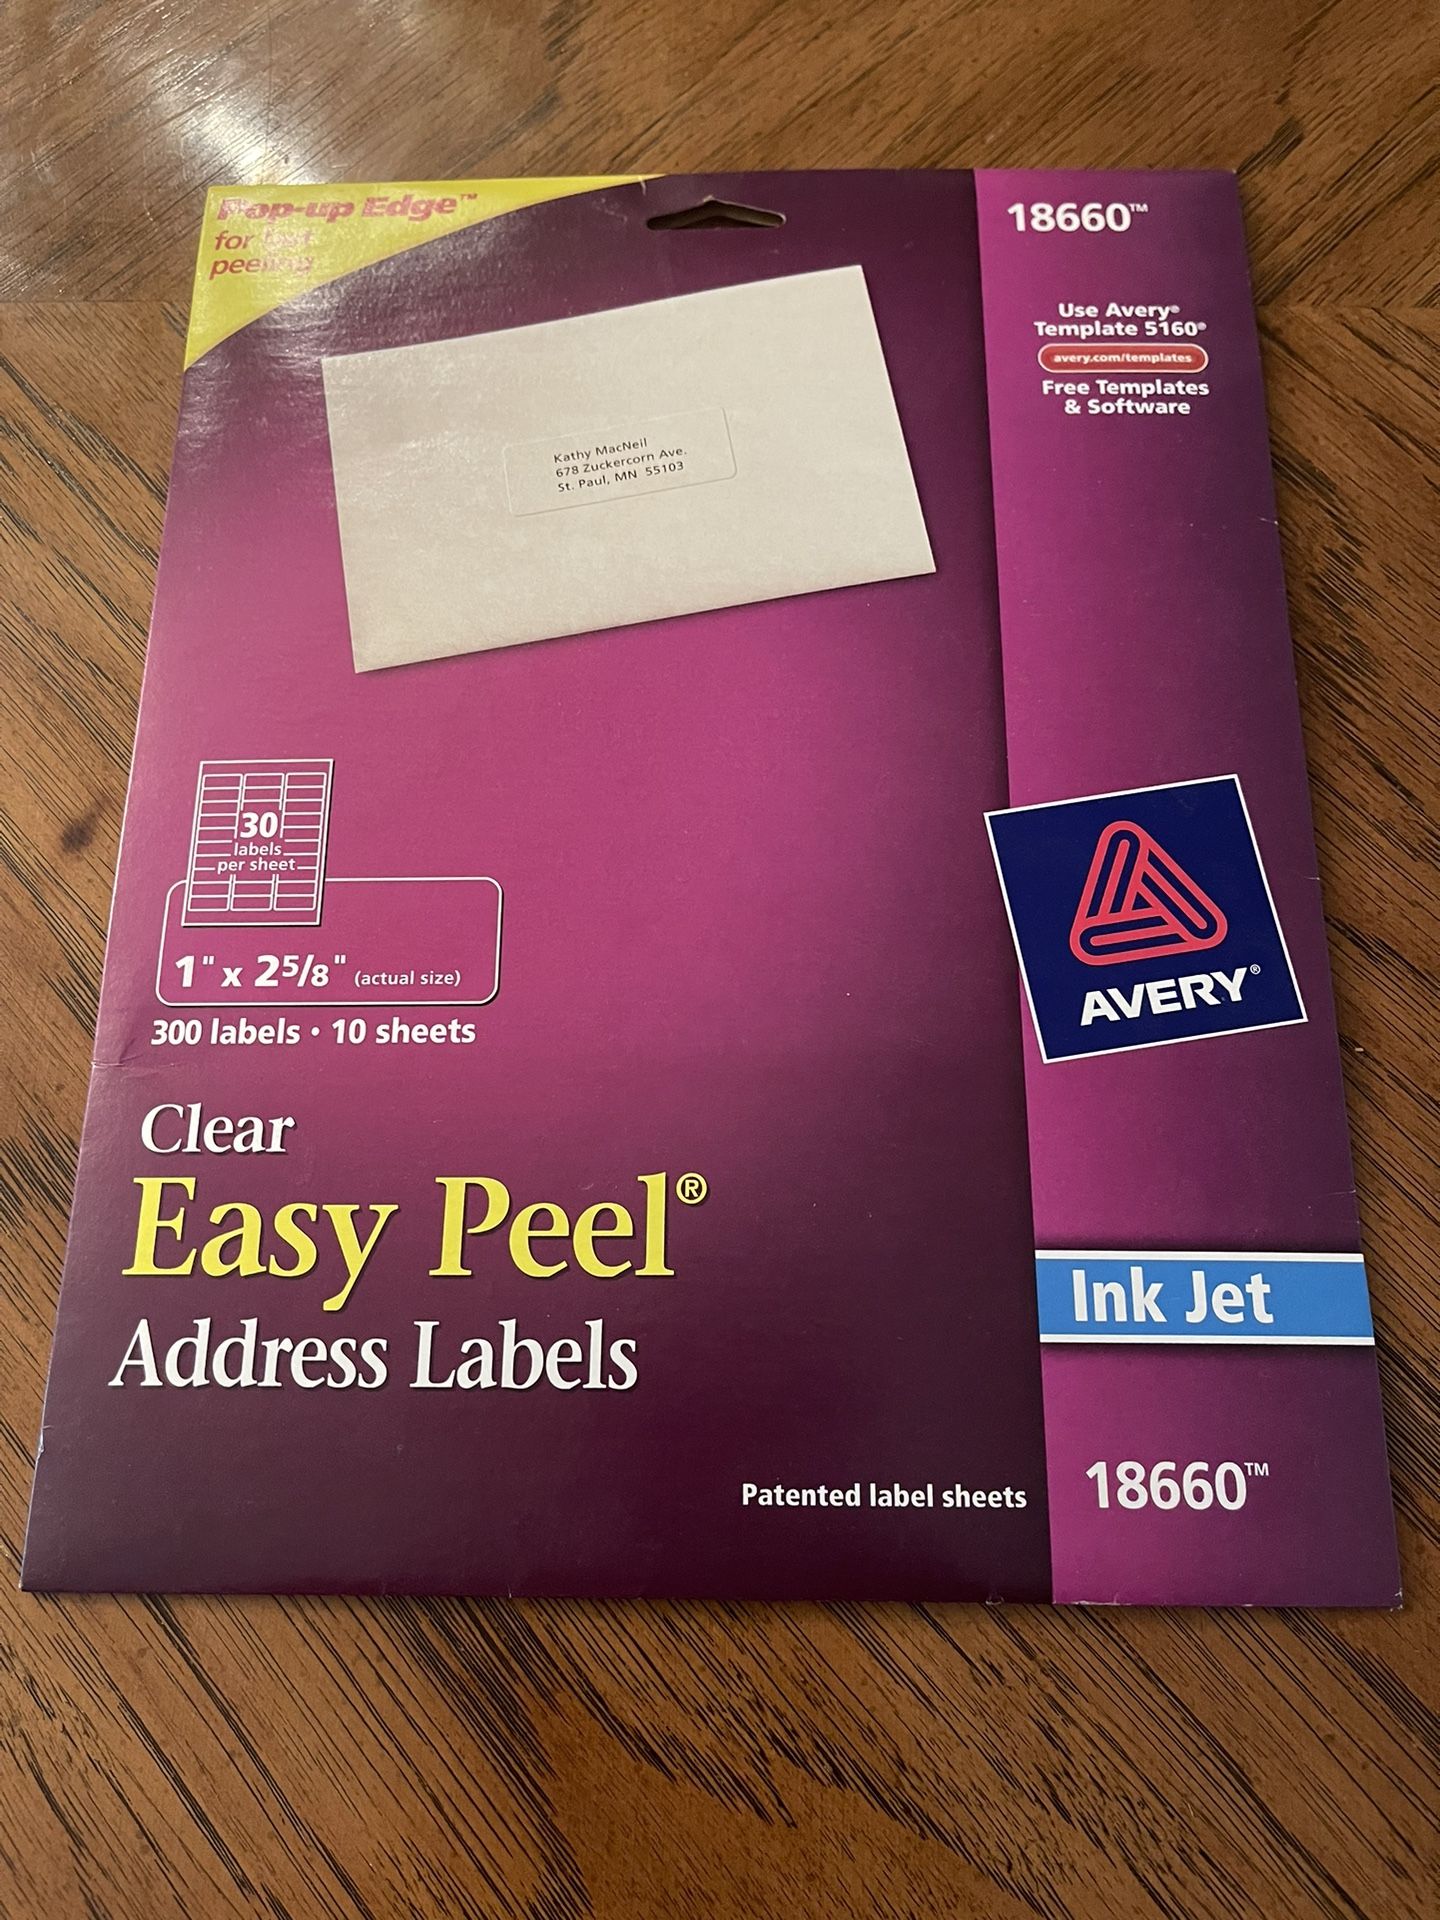 Pop-up Edge™
for fast
peeling
18660™
Use Avery®
Template 5160®
avery.com/templates
Free Templates
& Software
Kathy MacNeil
678 Zuckercorn Ave.
St. Paul, MN 55103
30
labels
per sheet
1" x 2 5/8" (actual size)
300 labels • 10 sheets
AVERY®
Clear
Easy Peel®
Address Labels
Ink Jet
Patented label sheets
18660™